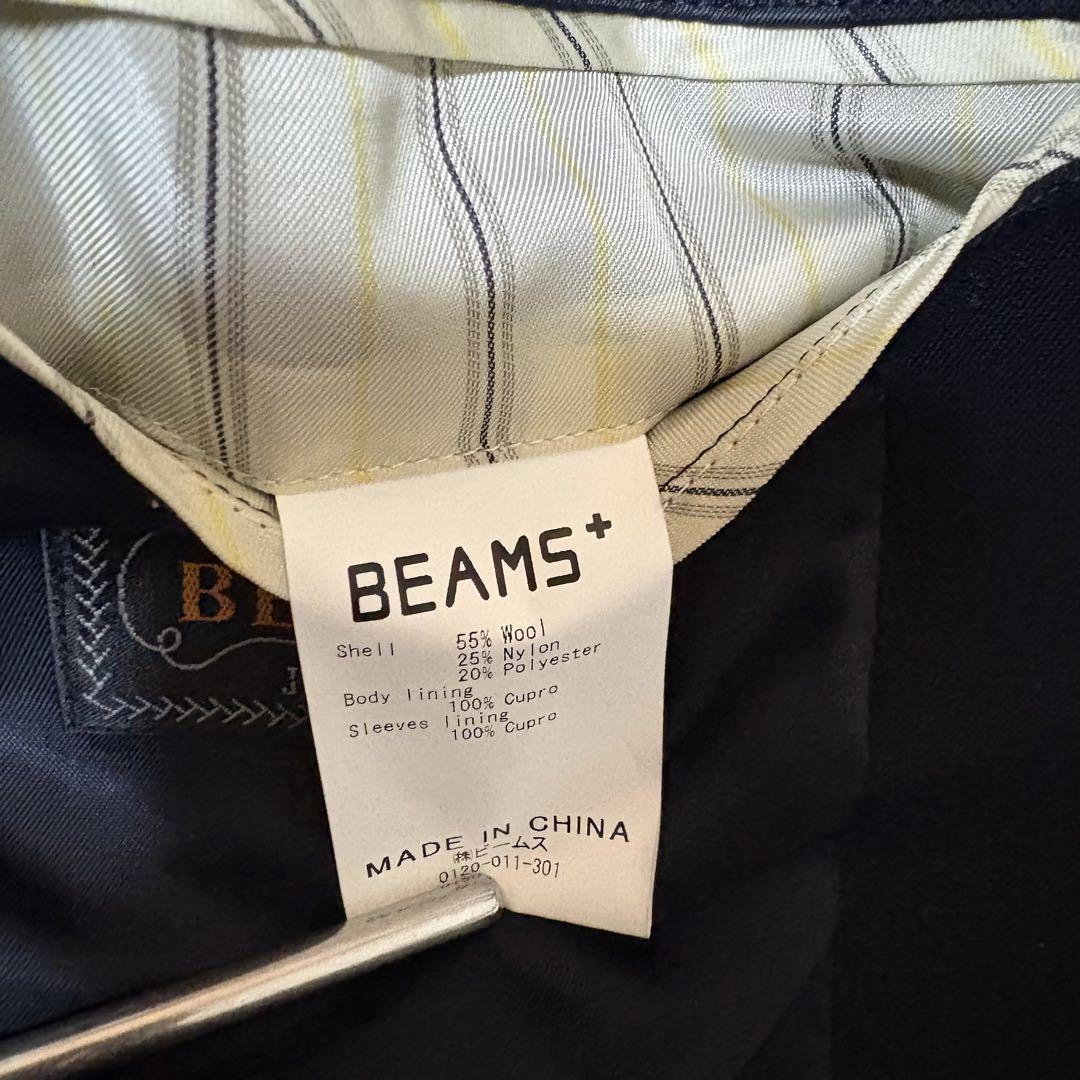 BEAMS+
Shell 55% Wool
25% Nylon
20% Polyester
Body lining
100% Cupro
Sleeves lining
100% Cupro
MADE IN CHINA
㈱ビームス
0120-011-301